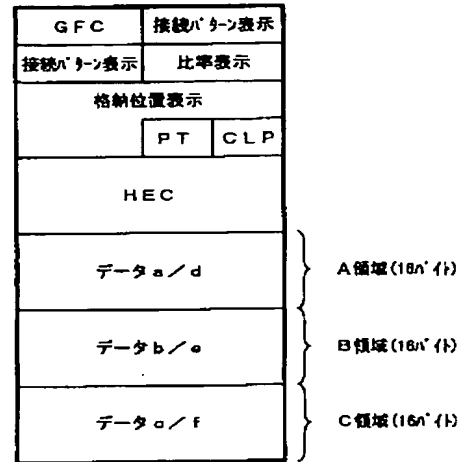 GFC 接続パターン表示
接続パターン表示 比率表示
格納位置表示
PT CLP
HEC
データa/d A領域(16バイト)
データb/e B領域(16バイト)
データc/f C領域(16バイト)